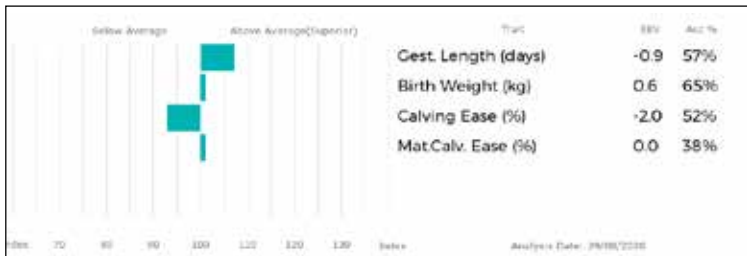 Below Average Above Average(Superior) Trait EBV Acc %
Gest. Length (days) -0.9 57%
Birth Weight (kg) 0.6 65%
Calving Ease (%) -2.0 52%
Mat.Calv. Ease (%) 0.0 38%
Index 70 80 90 100 110 120 130 Index Analysis Date: